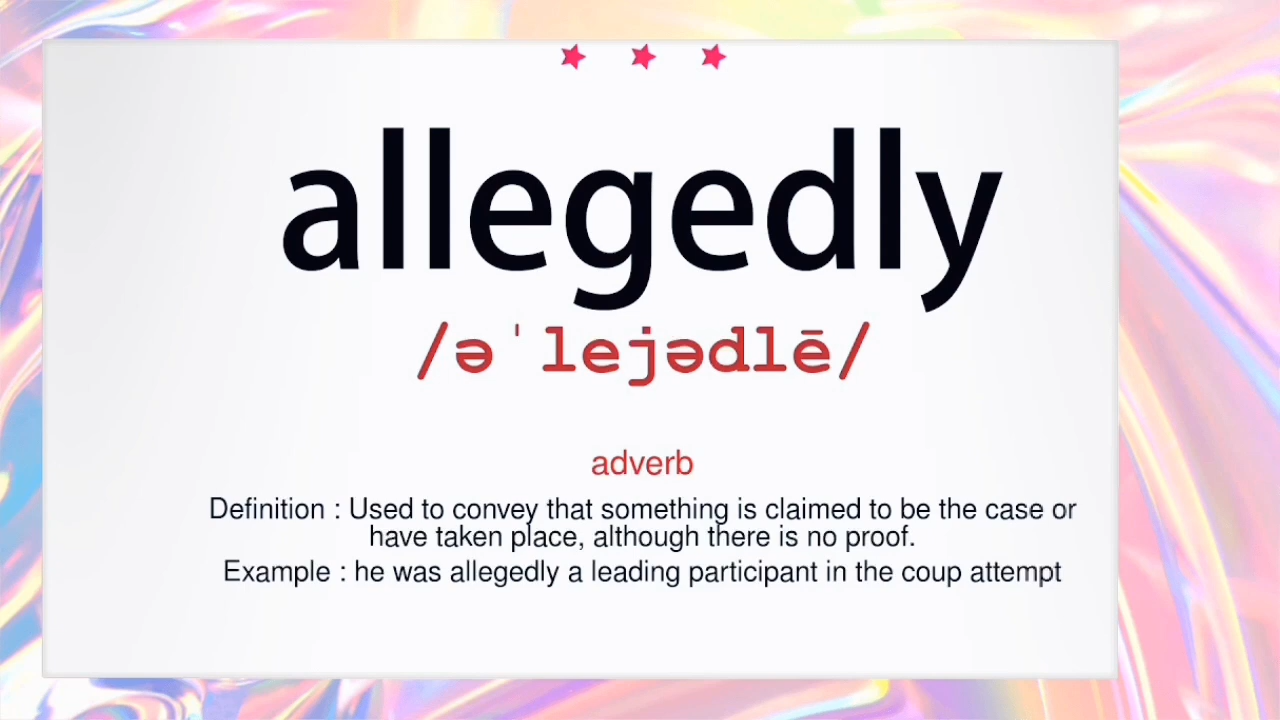 allegedly
/əˈlejədlē/
adverb
Definition : Used to convey that something is claimed to be the case or
have taken place, although there is no proof.
Example : he was allegedly a leading participant in the coup attempt